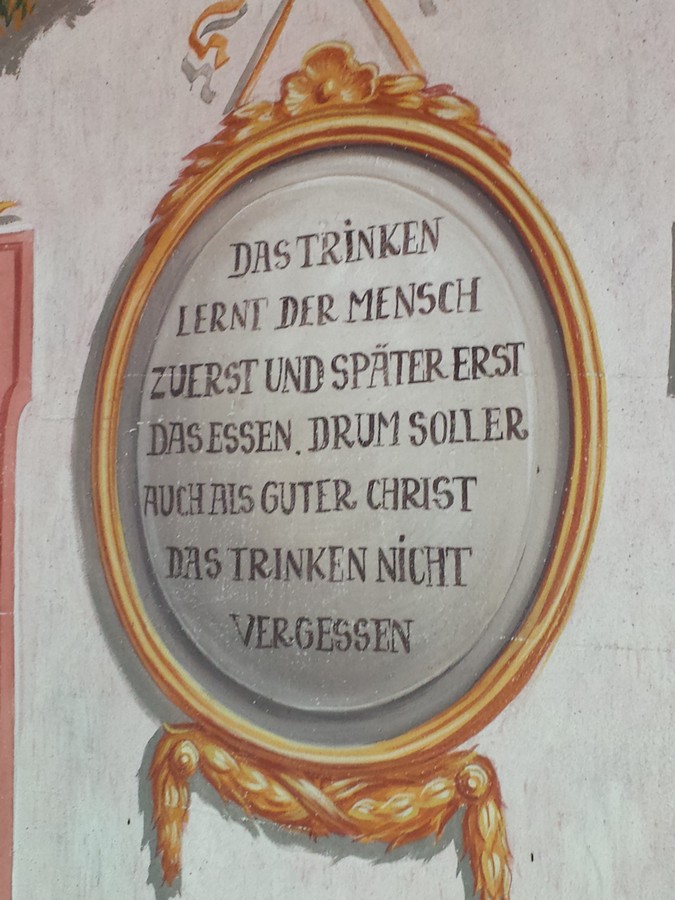 DAS TRINKEN
LERNT DER MENSCH
ZUERST UND SPÄTER ERST
DAS ESSEN. DRUM SOLL ER
AUCH ALS GUTER CHRIST
DAS TRINKEN NICHT
VERGESSEN